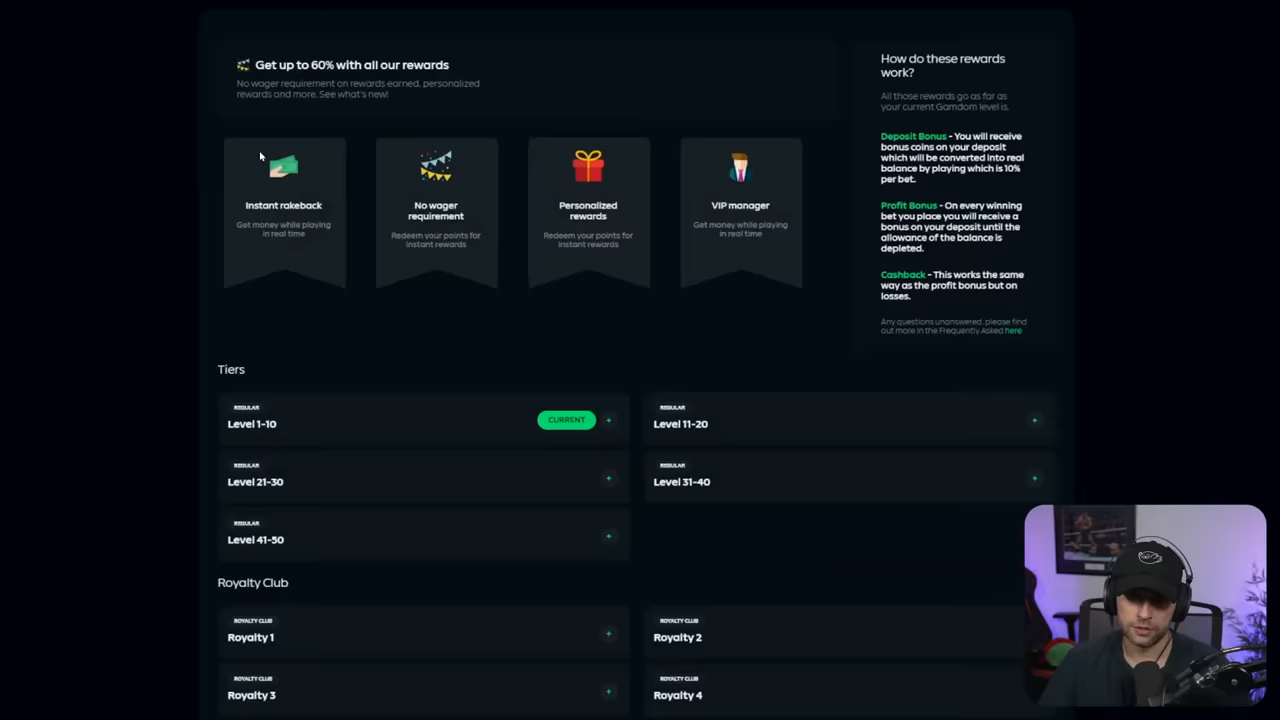 Get up to 60% with all our rewards
No wager requirement on rewards earned, personalized
rewards and more. See what's new!
Instant rakeback
Get money while playing
in real time
No wager
requirement
Redeem your points for
instant rewards
Personalized
rewards
Redeem your points for
instant rewards
VIP manager
Get money while playing
in real time
How do these rewards
work?
All those rewards go as far as
your current Gamdom level is.
Deposit Bonus - You will receive
bonus coins on your deposit
which will be converted into real
balance by playing which is 10%
per bet.
Profit Bonus - On every winning
bet you place you will receive a
bonus on your deposit until the
allowance of the balance is
depleted.
Cashback - This works the same
way as the profit bonus but on
losses.
Any questions unanswered, please find
out more in the Frequently Asked here
Tiers
REGULAR
Level 1-10
CURRENT
REGULAR
Level 11-20
REGULAR
Level 21-30
REGULAR
Level 31-40
REGULAR
Level 41-50
Royalty Club
ROYALTY CLUB
Royalty 1
ROYALTY CLUB
Royalty 2
ROYALTY CLUB
Royalty 3
ROYALTY CLUB
Royalty 4